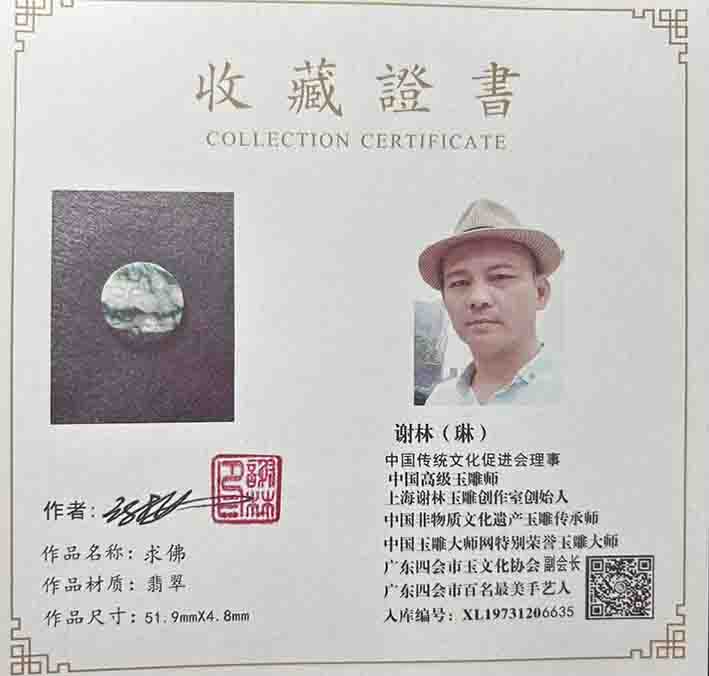 收藏證書
COLLECTION CERTIFICATE
谢林（琳）
中国传统文化促进会理事
中国高级玉雕师
上海谢林玉雕创作室创始人
中国非物质文化遗产玉雕传承师
中国玉雕大师网特别荣誉玉雕大师
广东四会市玉文化协会副会长
广东四会市百名最美手艺人
入库编号：XL197312066635
作者：
作品名称：求佛
作品材质：翡翠
作品尺寸：51.9mmX4.8mm